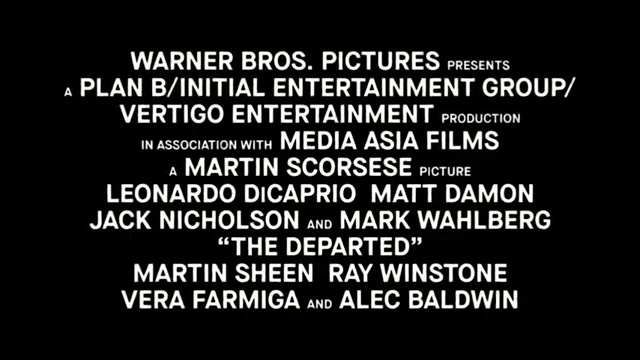 WARNER BROS. PICTURES PRESENTS
A PLAN B/INITIAL ENTERTAINMENT GROUP/
VERTIGO ENTERTAINMENT PRODUCTION
IN ASSOCIATION WITH MEDIA ASIA FILMS
A MARTIN SCORSESE PICTURE
LEONARDO DiCAPRIO MATT DAMON
JACK NICHOLSON AND MARK WAHLBERG
“THE DEPARTED”
MARTIN SHEEN RAY WINSTONE
VERA FARMIGA AND ALEC BALDWIN